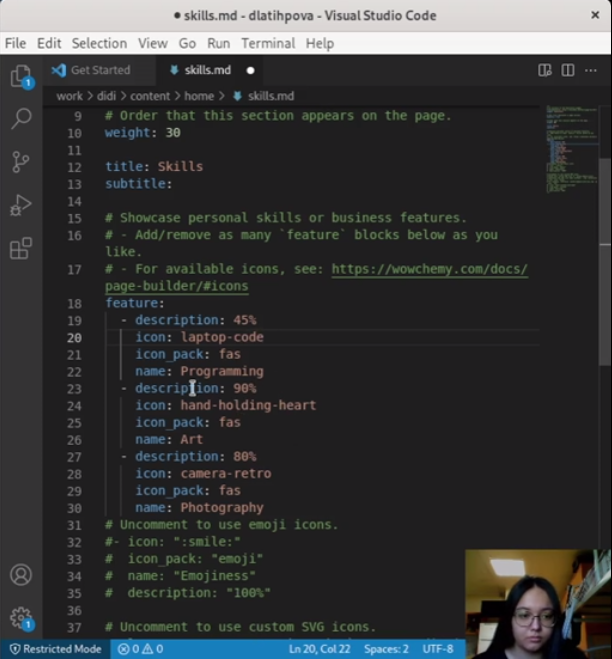 ● skills.md - dlatihpova - Visual Studio Code ×
File Edit Selection View Go Run Terminal Help
Get Started skills.md ●
work > didi > content > home > skills.md
9 # Order that this section appears on the page.
10 weight: 30
11
12 title: Skills
13 subtitle:
14
15 # Showcase personal skills or business features.
16 # - Add/remove as many `feature` blocks below as you
like.
17 # - For available icons, see: https://wowchemy.com/docs/
page-builder/#icons
18 feature:
19 - description: 45%
20 icon: laptop-code
21 icon_pack: fas
22 name: Programming
23 - description: 90%
24 icon: hand-holding-heart
25 icon_pack: fas
26 name: Art
27 - description: 80%
28 icon: camera-retro
29 icon_pack: fas
30 name: Photography
31 # Uncomment to use emoji icons.
32 #- icon: ":smile:"
33 #  icon_pack: "emoji"
34 #  name: "Emojiness"
35 #  description: "100%"
36
37 # Uncomment to use custom SVG icons.
1
1
Restricted Mode 0 0 Ln 20, Col 22 Spaces: 2 UTF-8